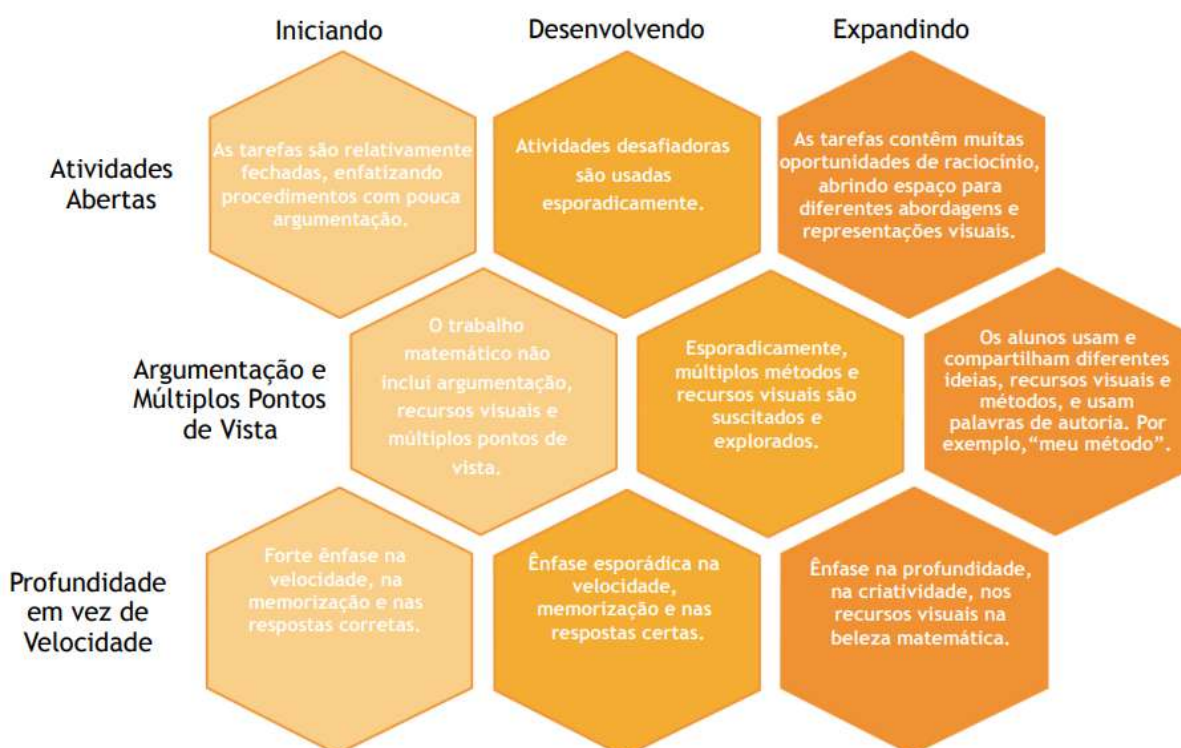 Iniciando
Desenvolvendo
Expandindo
Atividades
Abertas
As tarefas são relativamente
fechadas, enfatizando
procedimentos com pouca
argumentação.
Atividades desafiadoras
são usadas
esporadicamente.
As tarefas contêm muitas
oportunidades de raciocínio,
abrindo espaço para
diferentes abordagens e
representações visuais.
Argumentação e
Múltiplos Pontos
de Vista
O trabalho
matemático não
inclui argumentação,
recursos visuais e
múltiplos pontos de
vista.
Esporadicamente,
múltiplos métodos e
recursos visuais são
suscitados e
explorados.
Os alunos usam e
compartilham diferentes
ideias, recursos visuais e
métodos, e usam
palavras de autoria. Por
exemplo,“meu método”.
Profundidade
em vez de
Velocidade
Forte ênfase na
velocidade, na
memorização e nas
respostas corretas.
Ênfase esporádica na
velocidade,
memorização e nas
respostas certas.
Ênfase na profundidade,
na criatividade, nos
recursos visuais na
beleza matemática.